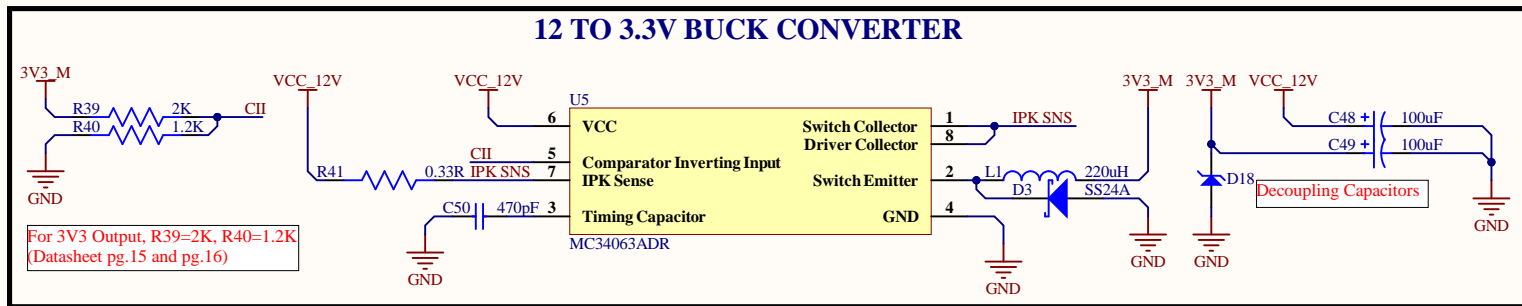 12 TO 3.3V BUCK CONVERTER
3V3_M
R39 2K
R40 1.2K
CII
GND
For 3V3 Output, R39=2K, R40=1.2K
(Datasheet pg.15 and pg.16)
VCC_12V
R41 0.33R IPK SNS
VCC_12V
CII
C50 470pF
GND
U5
6 VCC
5 Comparator Inverting Input
7 IPK Sense
3 Timing Capacitor
Switch Collector 1
Driver Collector 8
Switch Emitter 2
GND 4
MC34063ADR
IPK SNS
3V3_M
L1 220uH
D3 SS24A
GND
GND
3V3_M
VCC_12V
C48 + 100uF
C49 + 100uF
D18
Decoupling Capacitors
GND
GND